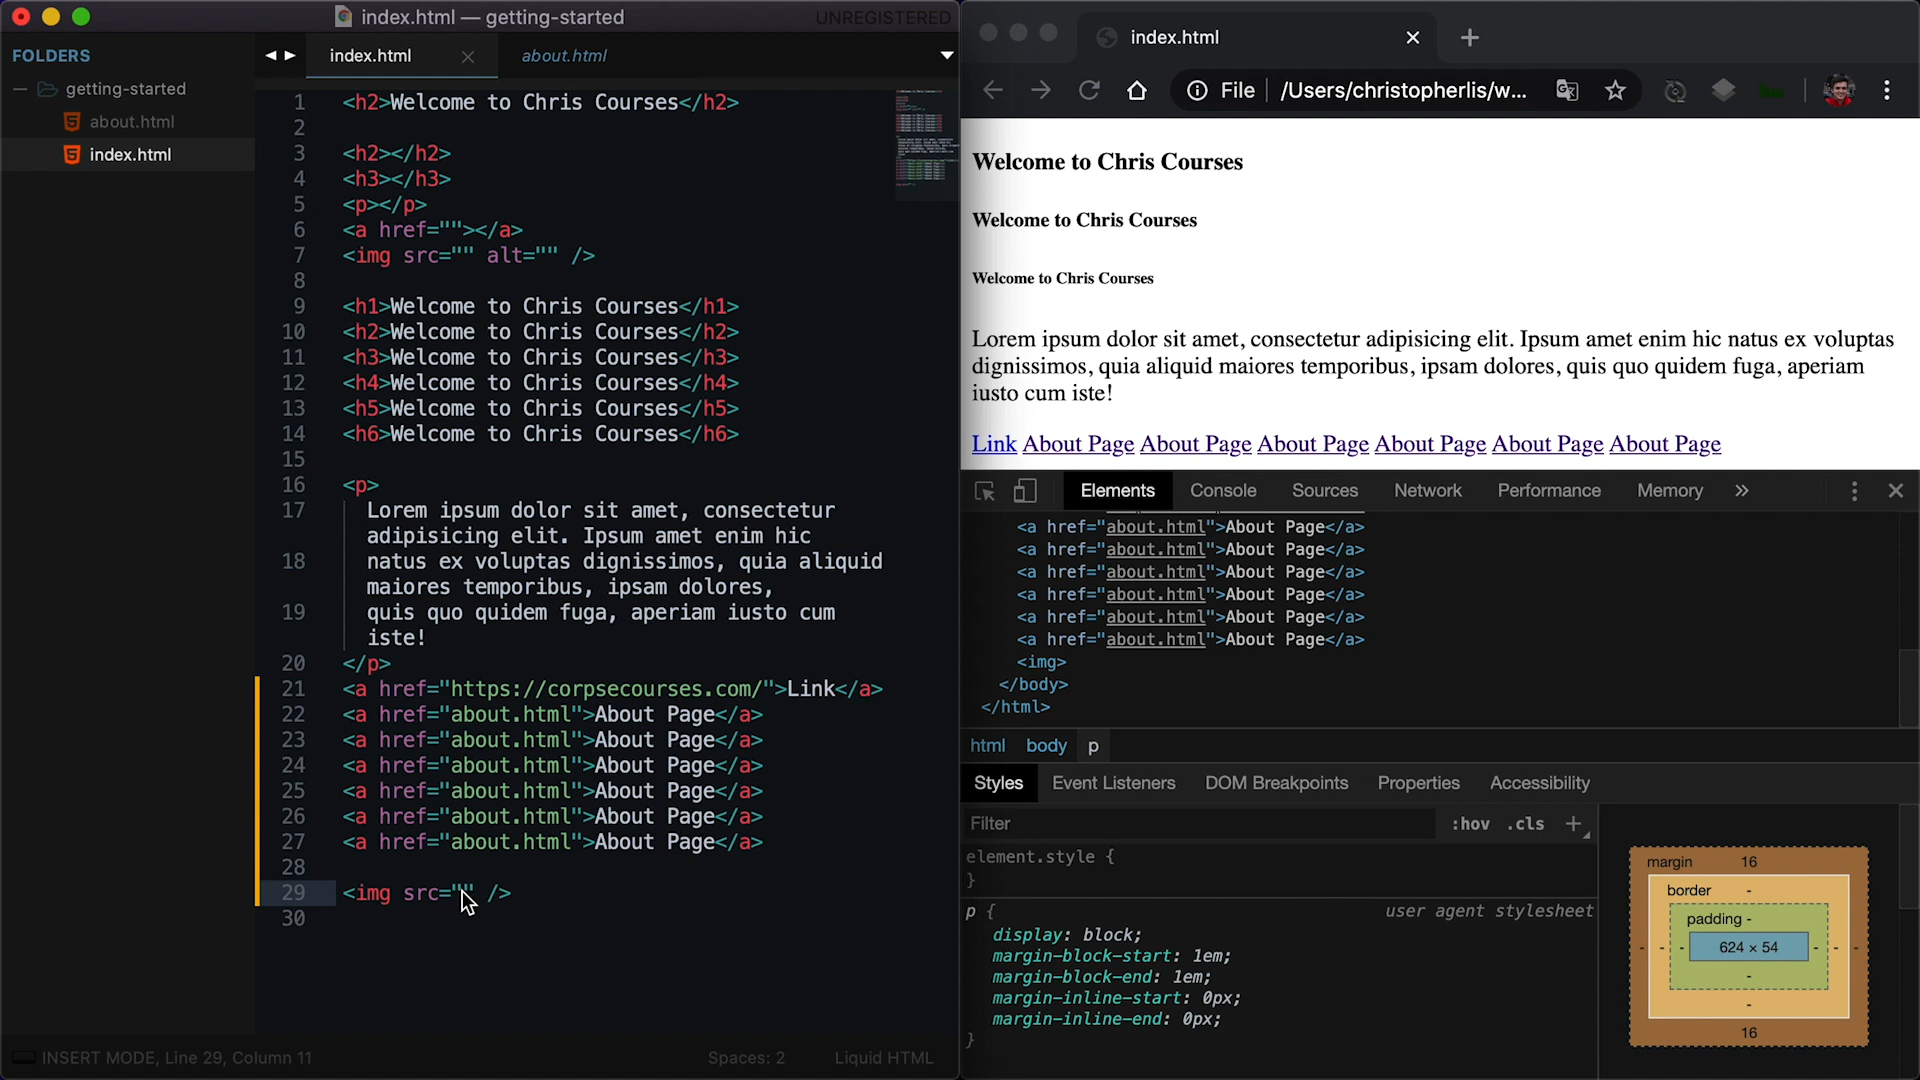 index.html — getting-started
UNREGISTERED
FOLDERS
getting-started
about.html
index.html
index.html
about.html
1 <h2>Welcome to Chris Courses</h2>
2
3 <h2></h2>
4 <h3></h3>
5 <p></p>
6 <a href=""></a>
7 <img src="" alt="" />
8
9 <h1>Welcome to Chris Courses</h1>
10 <h2>Welcome to Chris Courses</h2>
11 <h3>Welcome to Chris Courses</h3>
12 <h4>Welcome to Chris Courses</h4>
13 <h5>Welcome to Chris Courses</h5>
14 <h6>Welcome to Chris Courses</h6>
15
16 <p>
17 Lorem ipsum dolor sit amet, consectetur
adipisicing elit. Ipsum amet enim hic
18 natus ex voluptas dignissimos, quia aliquid
maiores temporibus, ipsam dolores,
19 quis quo quidem fuga, aperiam iusto cum
iste!
20 </p>
21 <a href="https://corpsecourses.com/">Link</a>
22 <a href="about.html">About Page</a>
23 <a href="about.html">About Page</a>
24 <a href="about.html">About Page</a>
25 <a href="about.html">About Page</a>
26 <a href="about.html">About Page</a>
27 <a href="about.html">About Page</a>
28
29 <img src="" />
30
INSERT MODE, Line 29, Column 11
Spaces: 2
Liquid HTML
index.html
File
/Users/christopherlis/w...
Welcome to Chris Courses
Welcome to Chris Courses
Welcome to Chris Courses
Lorem ipsum dolor sit amet, consectetur adipisicing elit. Ipsum amet enim hic natus ex voluptas
dignissimos, quia aliquid maiores temporibus, ipsam dolores, quis quo quidem fuga, aperiam
iusto cum iste!
Link About Page About Page About Page About Page About Page About Page
Elements Console Sources Network Performance Memory »
<a href="about.html">About Page</a>
<a href="about.html">About Page</a>
<a href="about.html">About Page</a>
<a href="about.html">About Page</a>
<a href="about.html">About Page</a>
<a href="about.html">About Page</a>
<img>
</body>
</html>
html body p
Styles Event Listeners DOM Breakpoints Properties Accessibility
Filter
:hov .cls +
element.style {
}
p {
user agent stylesheet
display: block;
margin-block-start: 1em;
margin-block-end: 1em;
margin-inline-start: 0px;
margin-inline-end: 0px;
}
margin 16
border -
padding -
- - - 624 × 54 - - -
-
-
16